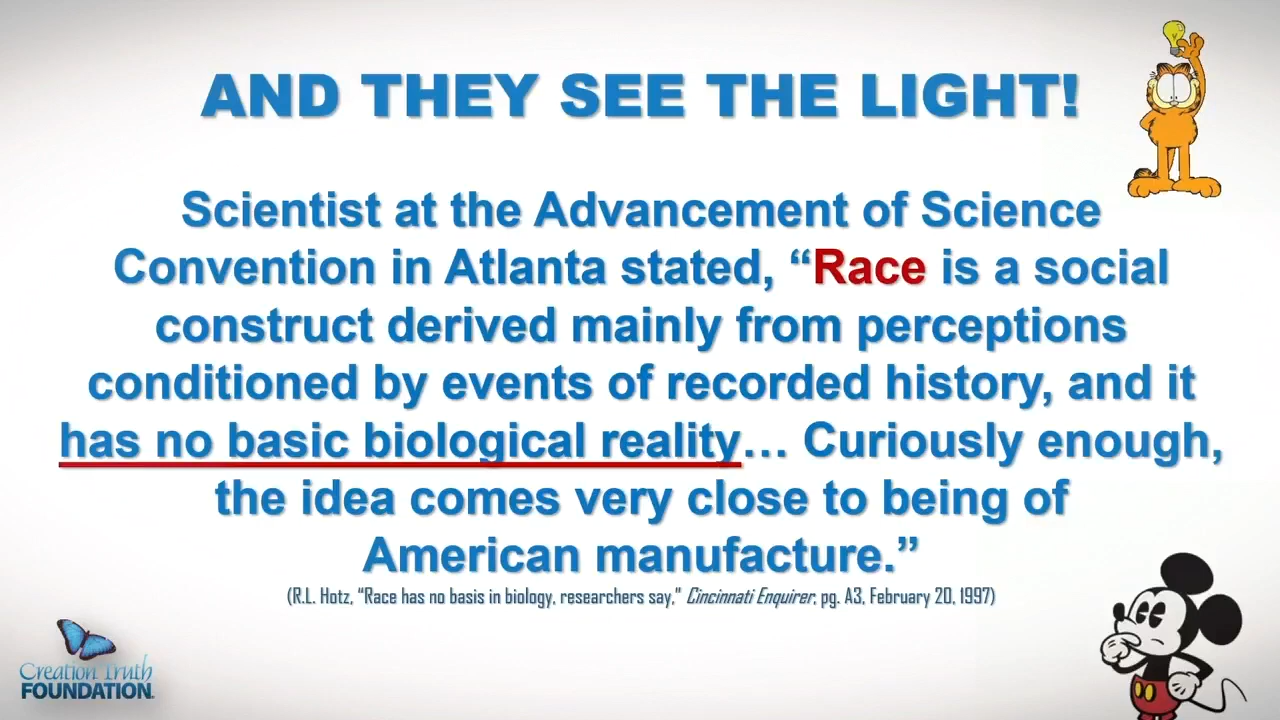 AND THEY SEE THE LIGHT!
Scientist at the Advancement of Science
Convention in Atlanta stated, “Race is a social
construct derived mainly from perceptions
conditioned by events of recorded history, and it
has no basic biological reality… Curiously enough,
the idea comes very close to being of
American manufacture.”
(R.L. Hotz, “Race has no basis in biology, researchers say,” Cincinnati Enquirer, pg. A3, February 20, 1997)
Creation Truth
FOUNDATION